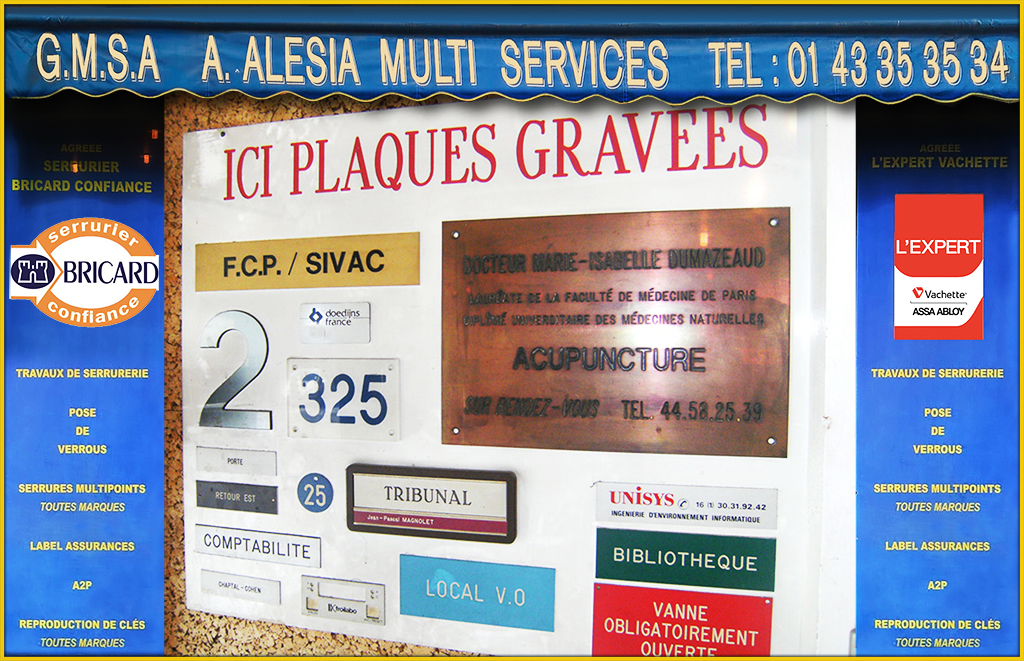 G.M.S.A A. ALESIA MULTI SERVICES TEL : 01 43 35 35 34
AGREEE
SERRURIER
BRICARD CONFIANCE
serrurier
BRICARD
confiance
TRAVAUX DE SERRURERIE
POSE
DE
VERROUS
SERRURES MULTIPOINTS
TOUTES MARQUES
LABEL ASSURANCES
A2P
REPRODUCTION DE CLÉS
TOUTES MARQUES
ICI PLAQUES GRAVÉES
F.C.P. / SIVAC
doedijns
france
2
325
DOCTEUR MARIE-ISABELLE DUMAZEAUD
LAURÉATE DE LA FACULTÉ DE MÉDECINE DE PARIS
DIPLÔMÉ UNIVERSITAIRE DES MÉDECINES NATURELLES
ACUPUNCTURE
SUR RENDEZ-VOUS TEL. 44.58.25.39
PORTE
RETOUR EST
25
TRIBUNAL
Jean-Pascal MAGNOLET
COMPTABILITE
CHAPTAL-COHEN
froilabo
LOCAL V.O
UNISYS 16 (1) 30.31.92.42
INGENIERIE D'ENVIRONNEMENT INFORMATIQUE
BIBLIOTHEQUE
VANNE
OBLIGATOIREMENT
OUVERTE
AGREEE
L'EXPERT VACHETTE
L'EXPERT
Vachette
ASSA ABLOY
TRAVAUX DE SERRURERIE
POSE
DE
VERROUS
SERRURES MULTIPOINTS
TOUTES MARQUES
LABEL ASSURANCES
A2P
REPRODUCTION DE CLÉS
TOUTES MARQUES